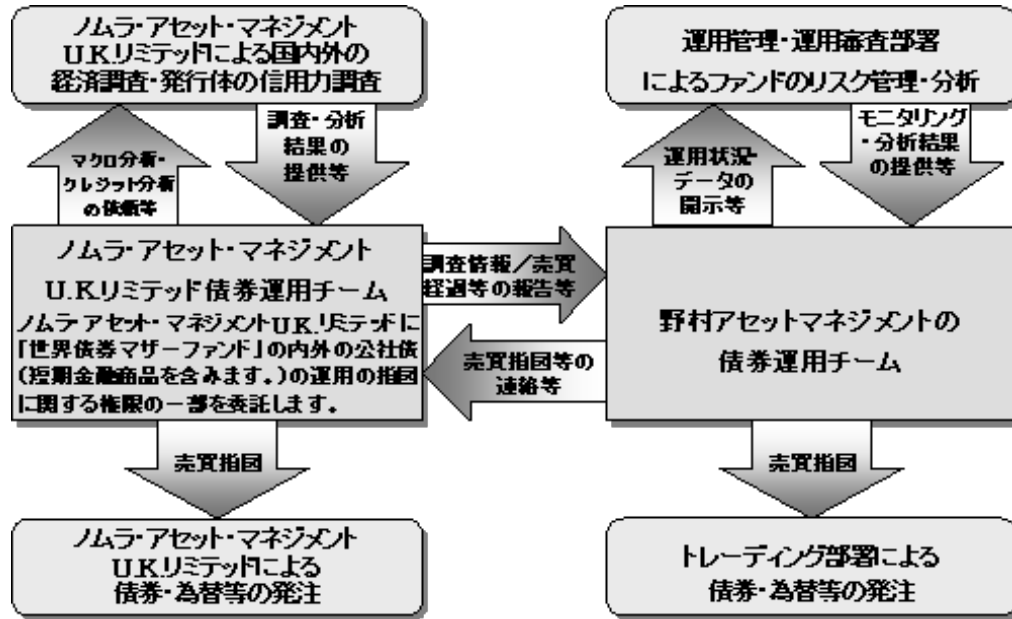 ノムラ・アセット・マネジメント
U.K.リミテッドによる国内外の
経済調査・発行体の信用力調査
運用管理・運用審査部署
によるファンドのリスク管理・分析
マクロ分析・
クレジット分析
の依頼等
調査・分析
結果の
提供等
運用状況・
データの
開示等
モニタリング
・分析結果
の提供等
ノムラ・アセット・マネジメント
U.K.リミテッド債券運用チーム
ノムラ・アセット・マネジメントU.K.リミテッドに
「世界債券マザーファンド」の内外の公社債
(短期金融商品を含みます。)の運用の指図
に関する権限の一部を委託します。
調査情報／売買
経過等の報告等
売買指図等の
連絡等
野村アセットマネジメントの
債券運用チーム
売買指図
売買指図
ノムラ・アセット・マネジメント
U.K.リミテッドによる
債券・為替等の発注
トレーディング部署による
債券・為替等の発注